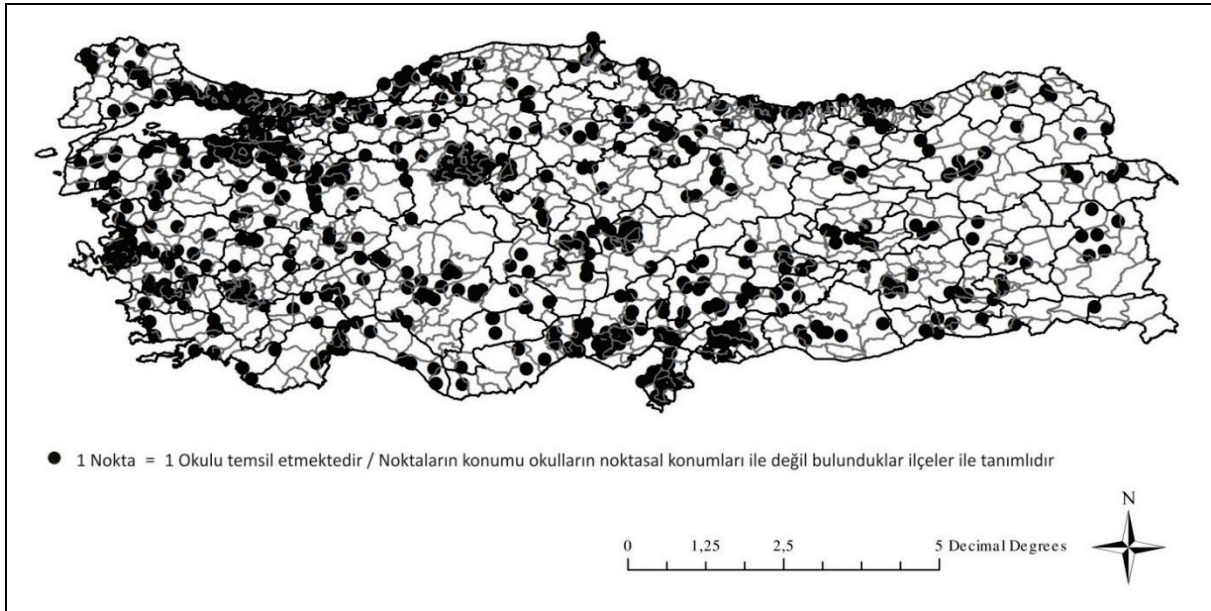 1 Nokta = 1 Okulu temsil etmektedir / Noktaların konumu okulların noktasal konumları ile değil bulunduklar ilçeler ile tanımlıdır
N
0 1,25 2,5 5 Decimal Degrees